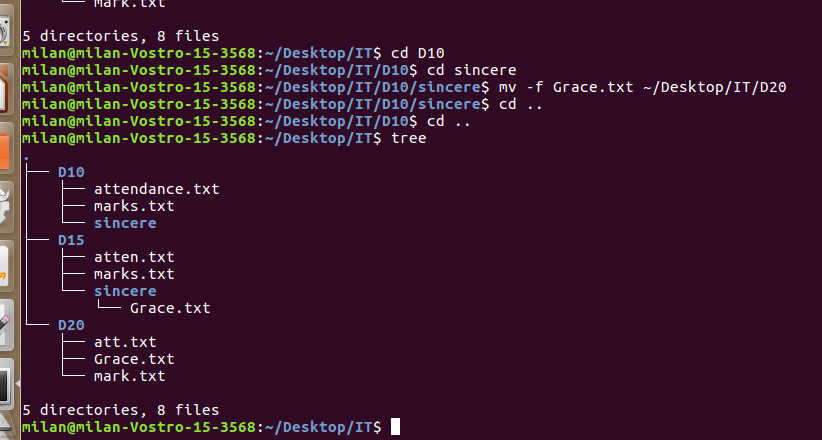 mark.txt
5 directories, 8 files
milan@milan-Vostro-15-3568:~/Desktop/IT$ cd D10
milan@milan-Vostro-15-3568:~/Desktop/IT/D10$ cd sincere
milan@milan-Vostro-15-3568:~/Desktop/IT/D10/sincere$ mv -f Grace.txt ~/Desktop/IT/D20
milan@milan-Vostro-15-3568:~/Desktop/IT/D10/sincere$ cd ..
milan@milan-Vostro-15-3568:~/Desktop/IT/D10$ cd ..
milan@milan-Vostro-15-3568:~/Desktop/IT$ tree
.
├── D10
│   ├── attendance.txt
│   ├── marks.txt
│   └── sincere
├── D15
│   ├── atten.txt
│   ├── marks.txt
│   └── sincere
│       └── Grace.txt
└── D20
    ├── att.txt
    ├── Grace.txt
    └── mark.txt
5 directories, 8 files
milan@milan-Vostro-15-3568:~/Desktop/IT$